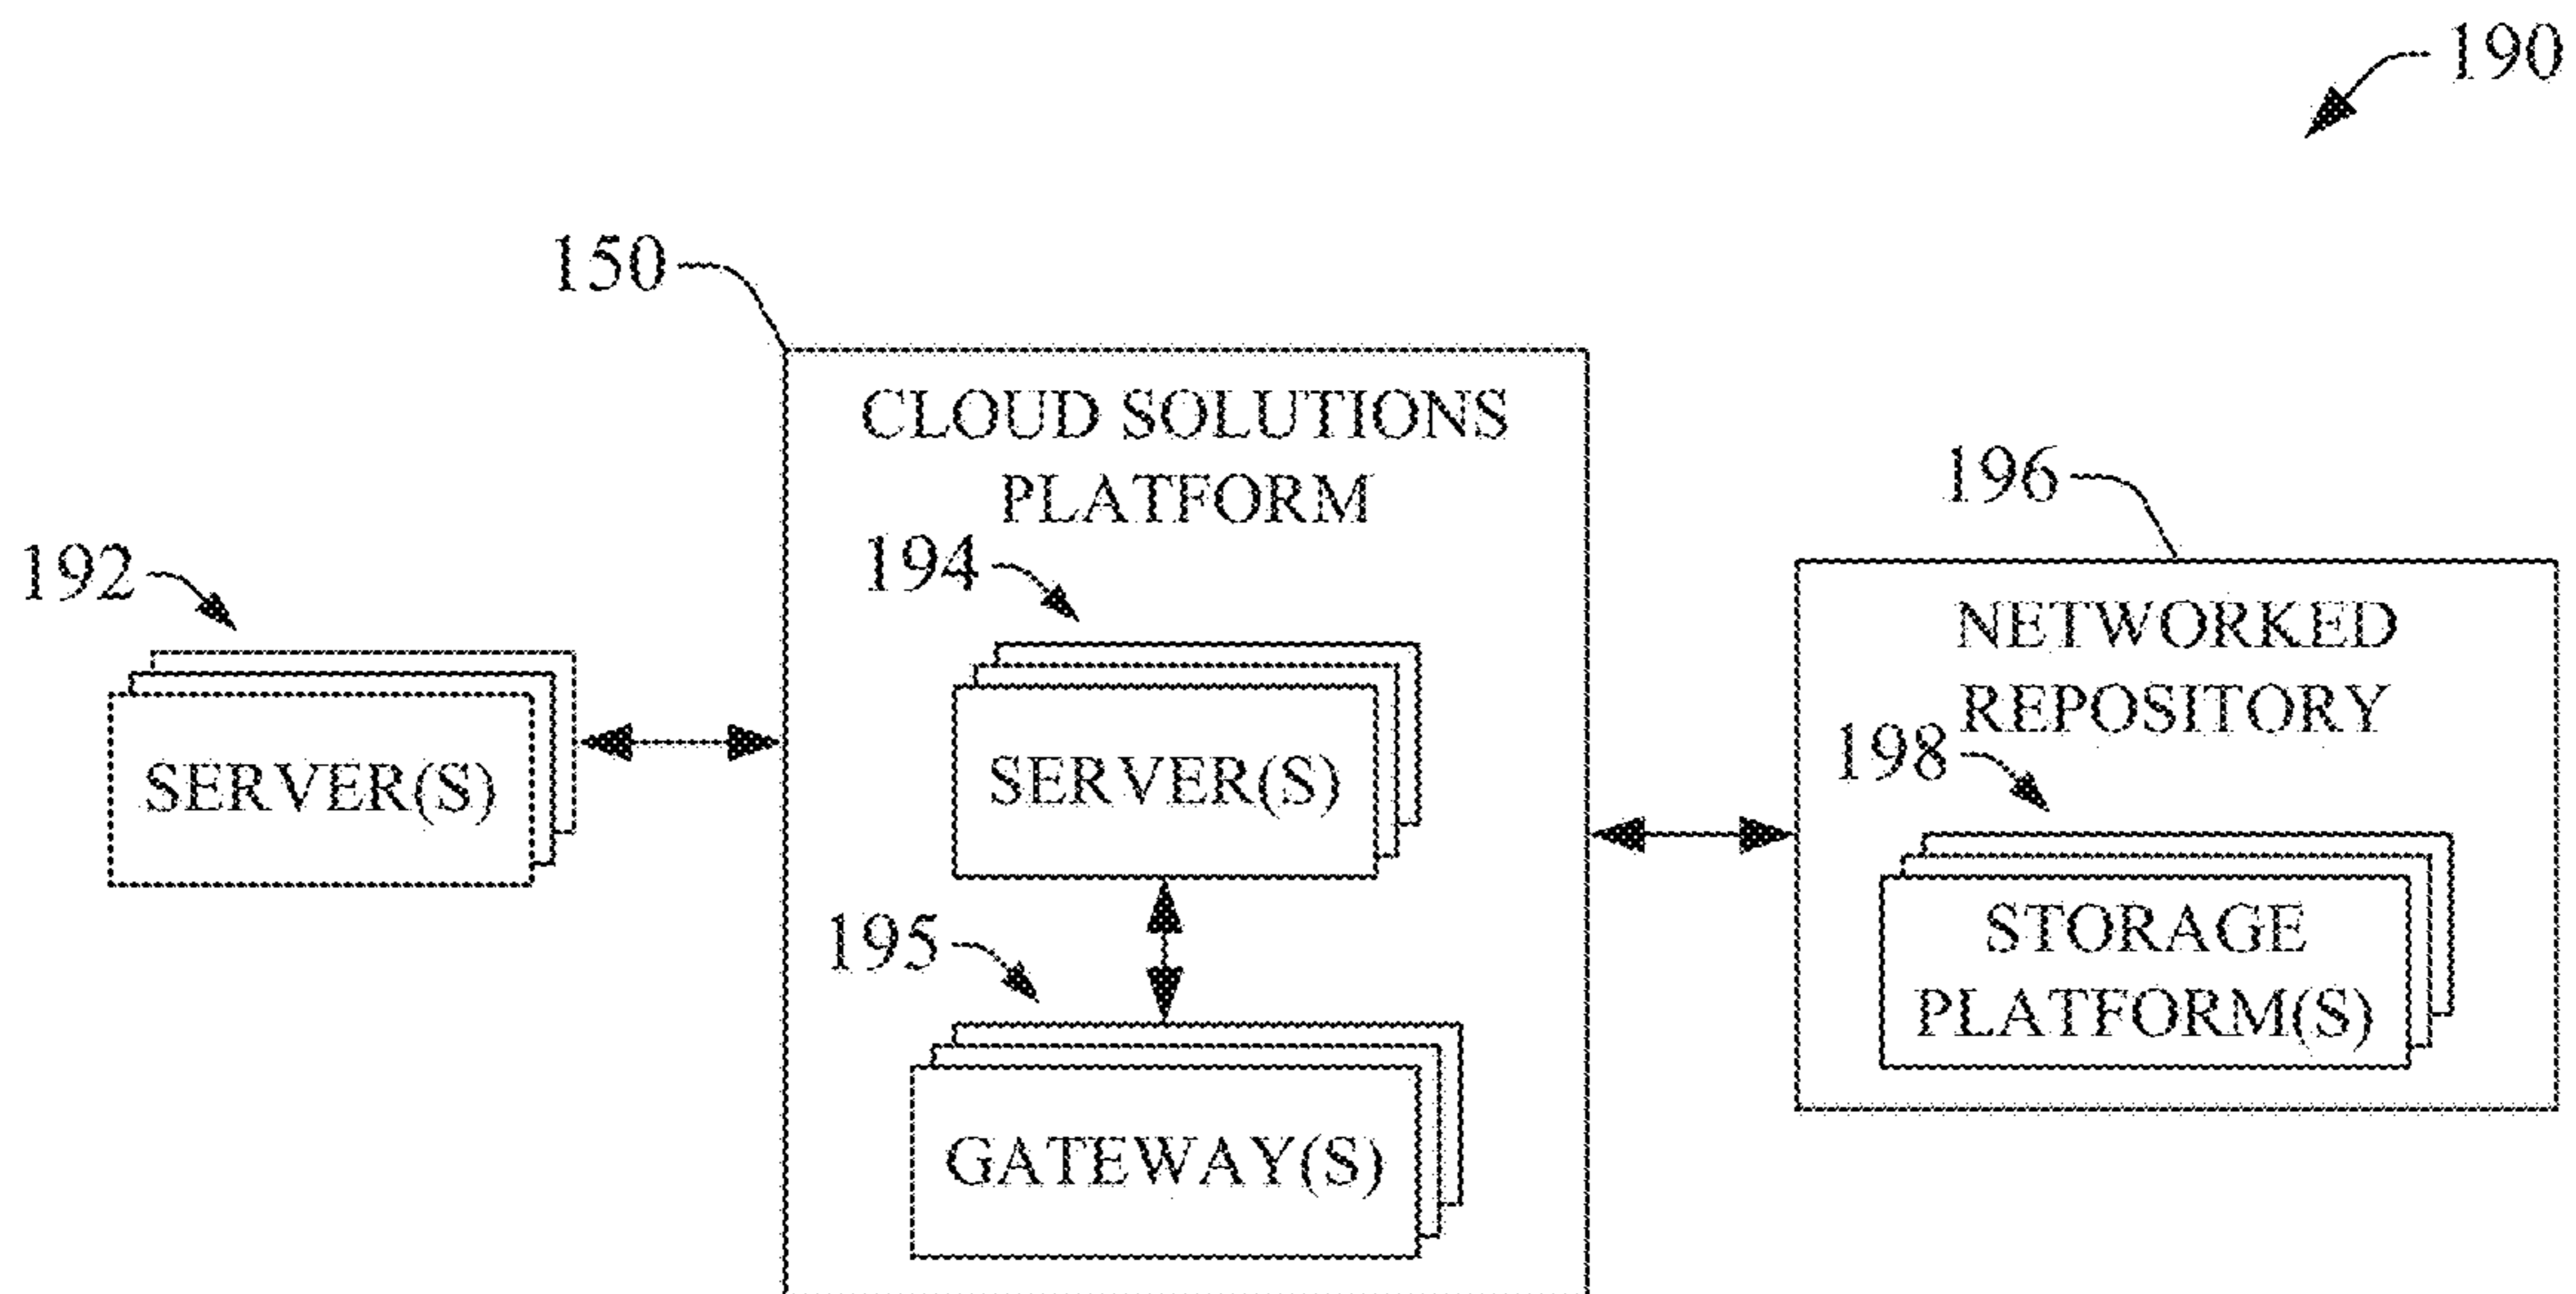 190
150
CLOUD SOLUTIONS
PLATFORM
196
194
192
NETWORKED
REPOSITORY
198
SERVER(S)
SERVER(S)
195
STORAGE
PLATFORM(S)
GATEWAY(S)